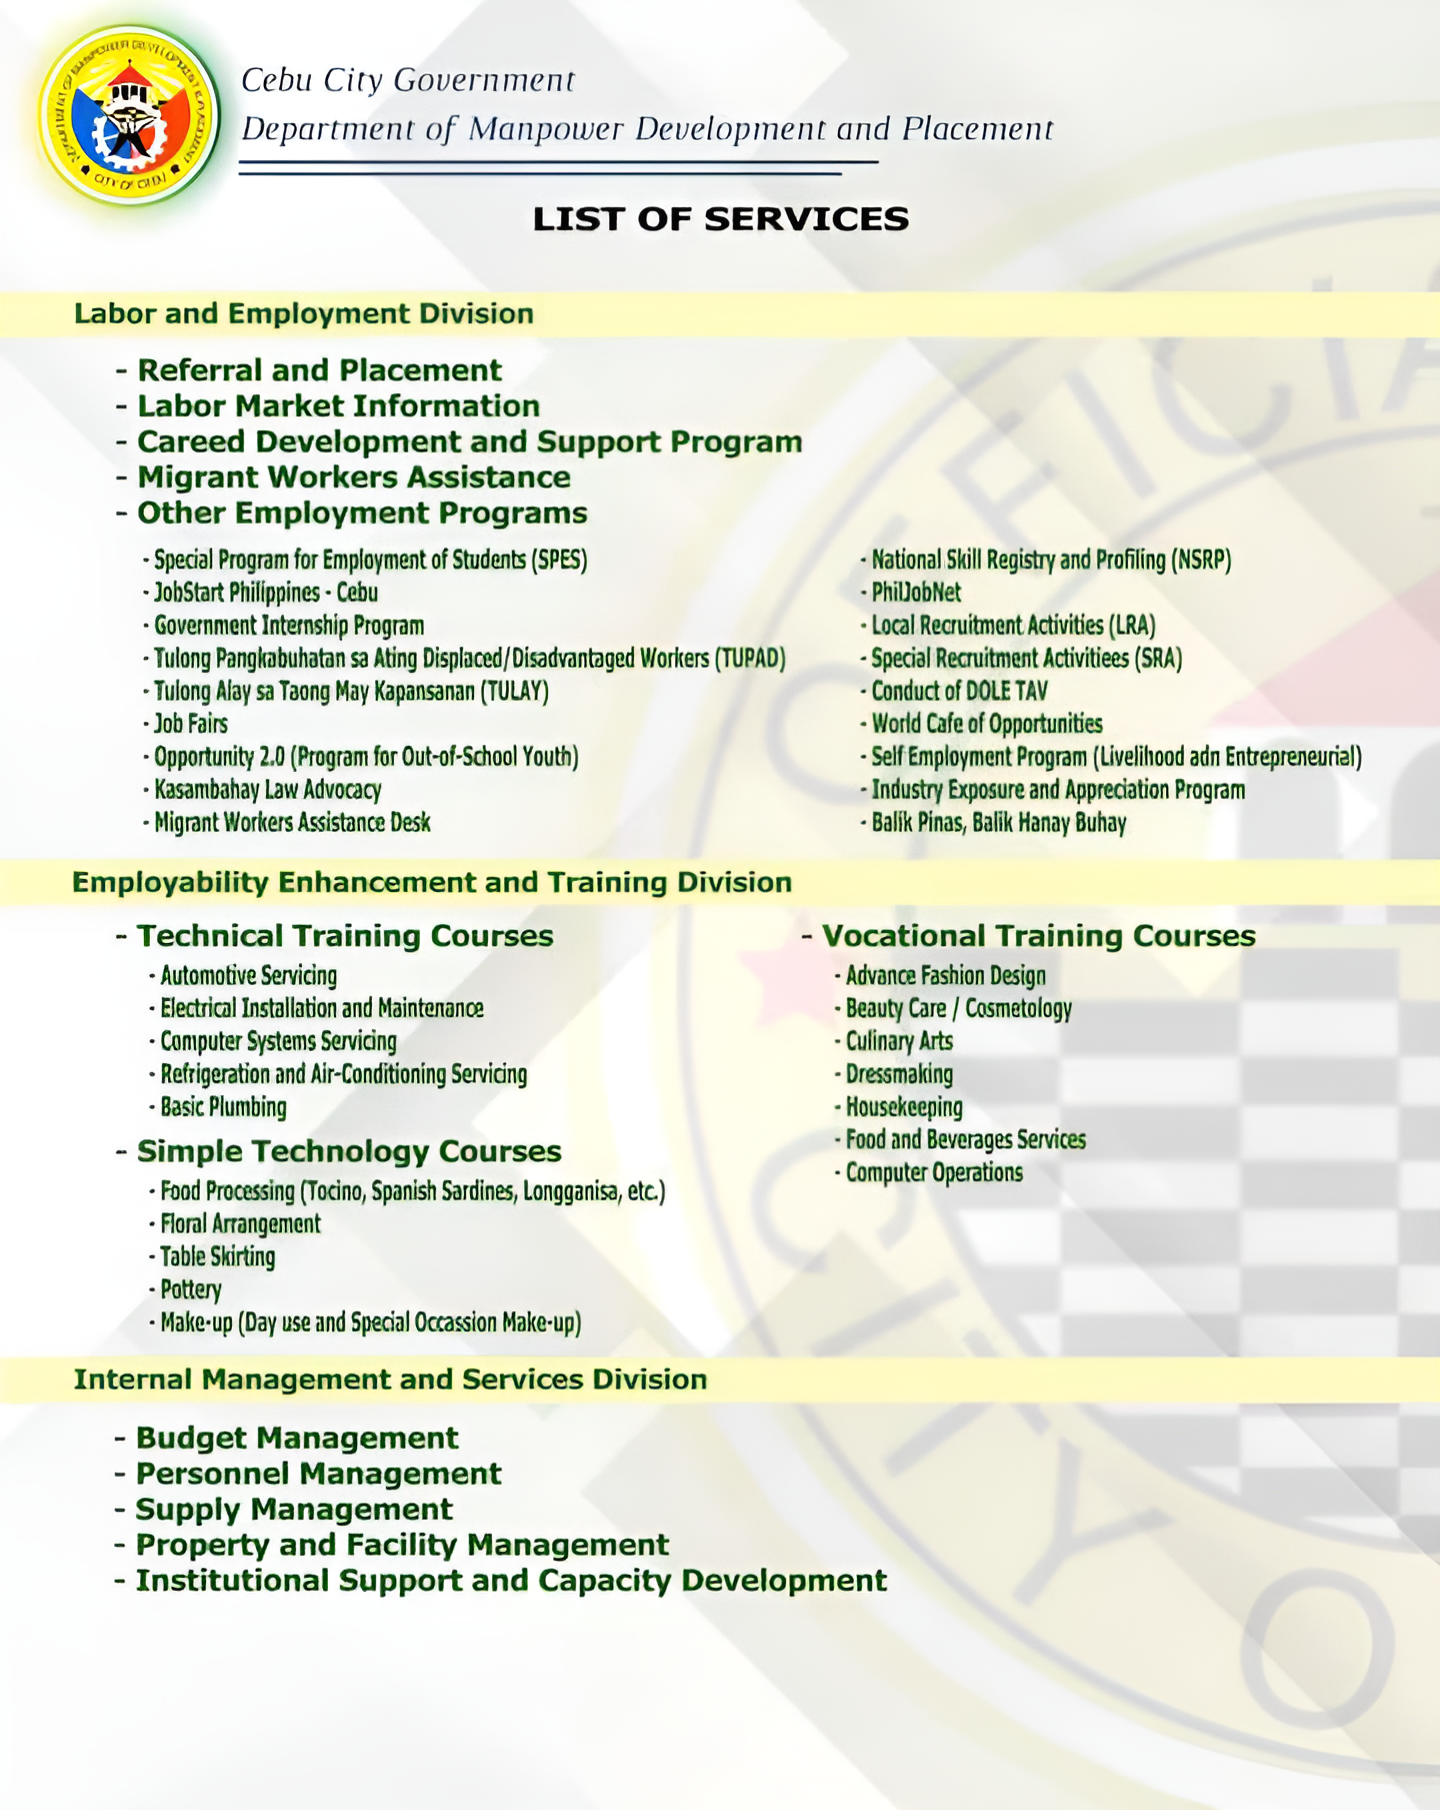 Cebu City Government
Department of Manpower Development and Placement
CITY OF CEBU
LIST OF SERVICES
Labor and Employment Division
- Referral and Placement
- Labor Market Information
- Careed Development and Support Program
- Migrant Workers Assistance
- Other Employment Programs
- Special Program for Employment of Students (SPES)
- JobStart Philippines - Cebu
- Government Internship Program
- Tulong Pangkabuhatan sa Ating Displaced/Disadvantaged Workers (TUPAD)
- Tulong Alay sa Taong May Kapansanan (TULAY)
- Job Fairs
- Opportunity 2.0 (Program for Out-of-School Youth)
- Kasambahay Law Advocacy
- Migrant Workers Assistance Desk
- National Skill Registry and Profiling (NSRP)
- PhilJobNet
- Local Recruitment Activities (LRA)
- Special Recruitment Activitiees (SRA)
- Conduct of DOLE TAV
- World Cafe of Opportunities
- Self Employment Program (Livelihood adn Entrepreneurial)
- Industry Exposure and Appreciation Program
- Balik Pinas, Balik Hanay Buhay
Employability Enhancement and Training Division
- Technical Training Courses
- Automotive Servicing
- Electrical Installation and Maintenance
- Computer Systems Servicing
- Refrigeration and Air-Conditioning Servicing
- Basic Plumbing
- Simple Technology Courses
- Food Processing (Tocino, Spanish Sardines, Longganisa, etc.)
- Floral Arrangement
- Table Skirting
- Pottery
- Make-up (Day use and Special Occassion Make-up)
- Vocational Training Courses
- Advance Fashion Design
- Beauty Care / Cosmetology
- Culinary Arts
- Dressmaking
- Housekeeping
- Food and Beverages Services
- Computer Operations
Internal Management and Services Division
- Budget Management
- Personnel Management
- Supply Management
- Property and Facility Management
- Institutional Support and Capacity Development
OFFICIA
CITY O